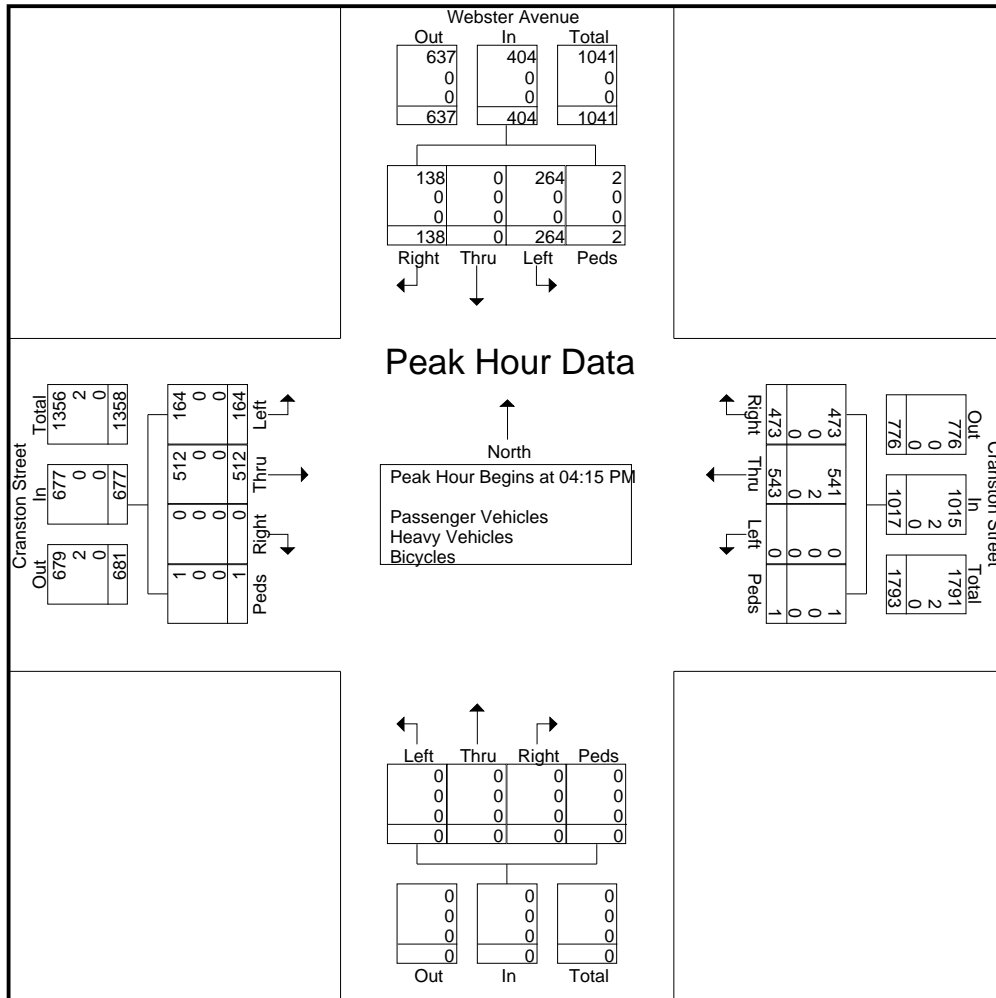 Webster Avenue
Out In Total
637 404 1041
0 0 0
0 0 0
637 404 1041
138 0 264 2
0 0 0 0
0 0 0 0
138 0 264 2
Right Thru Left Peds
Peak Hour Data
North
Peak Hour Begins at 04:15 PM
Passenger Vehicles
Heavy Vehicles
Bicycles
Cranston Street
Out In Total
679 677 1356
2 0 2
0 0 0
681 677 1358
Peds Right Thru Left
1 0 512 164
0 0 0 0
0 0 0 0
1 0 512 164
Cranston Street
Out In Total
776 1015 1791
0 2 2
0 0 0
776 1017 1793
Right Thru Left Peds
473 541 0 1
0 2 0 0
0 0 0 0
473 543 0 1
Left Thru Right Peds
0 0 0 0
0 0 0 0
0 0 0 0
0 0 0 0
0 0 0
0 0 0
0 0 0
0 0 0
Out In Total